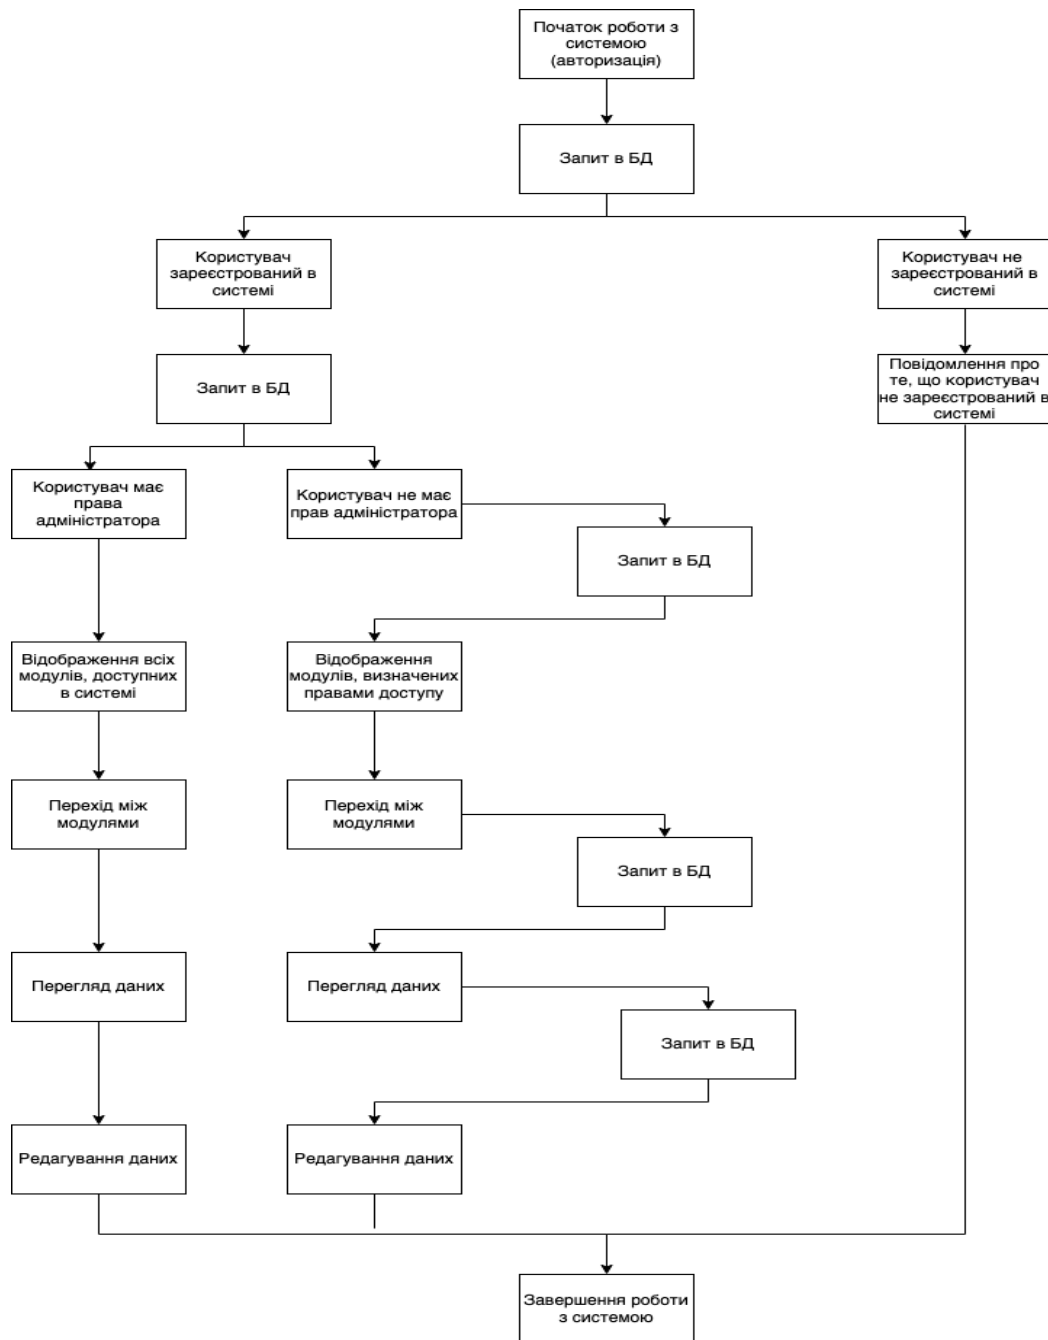 Початок роботи з
системою
(авторизація)
Запит в БД
Користувач
зареєстрований в
системі
Користувач не
зареєстрований в
системі
Запит в БД
Повідомлення про
те, що користувач
не зареєстрований в
системі
Користувач має
права
адміністратора
Користувач не має
прав адміністратора
Запит в БД
Відображення всіх
модулів, доступних
в системі
Відображення
модулів, визначених
правами доступу
Перехід між
модулями
Перехід між
модулями
Запит в БД
Перегляд даних
Перегляд даних
Запит в БД
Редагування даних
Редагування даних
Завершення роботи
з системою